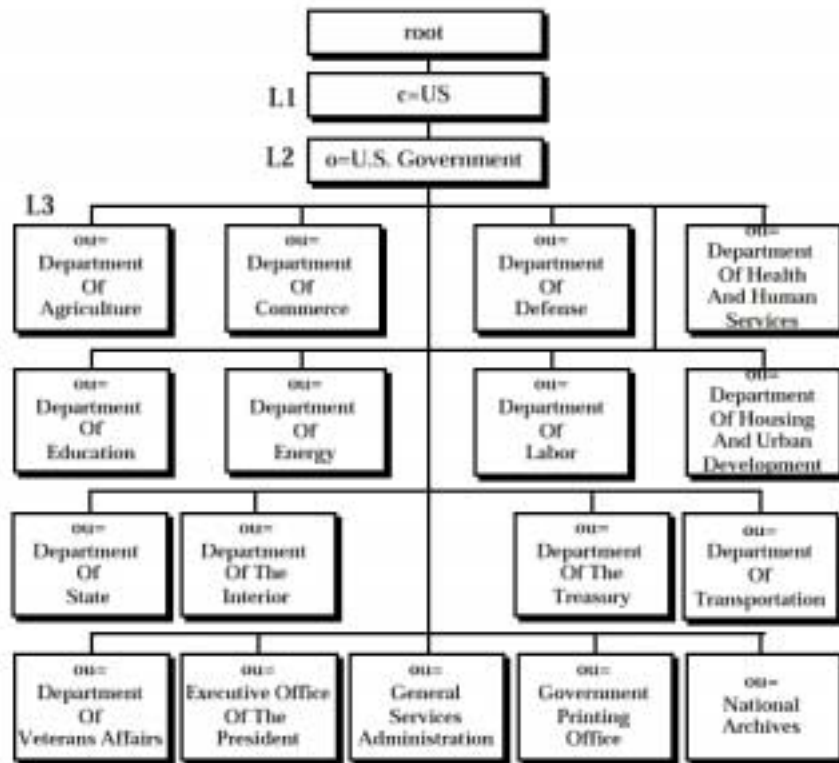 root
L1
c=US
L2
o=U.S. Government
L3
ou=
Department
Of
Agriculture
ou=
Department
Of
Commerce
ou=
Department
Of
Defense
ou=
Department
Of Health
And Human
Services
ou=
Department
Of
Education
ou=
Department
Of
Energy
ou=
Department
Of
Labor
ou=
Department
Of Housing
And Urban
Development
ou=
Department
Of
State
ou=
Department
Of The
Interior
ou=
Department
Of The
Treasury
ou=
Department
Of
Transportation
ou=
Department
Of
Veterans Affairs
ou=
Executive Office
Of The
President
ou=
General
Services
Administration
ou=
Government
Printing
Office
ou=
National
Archives